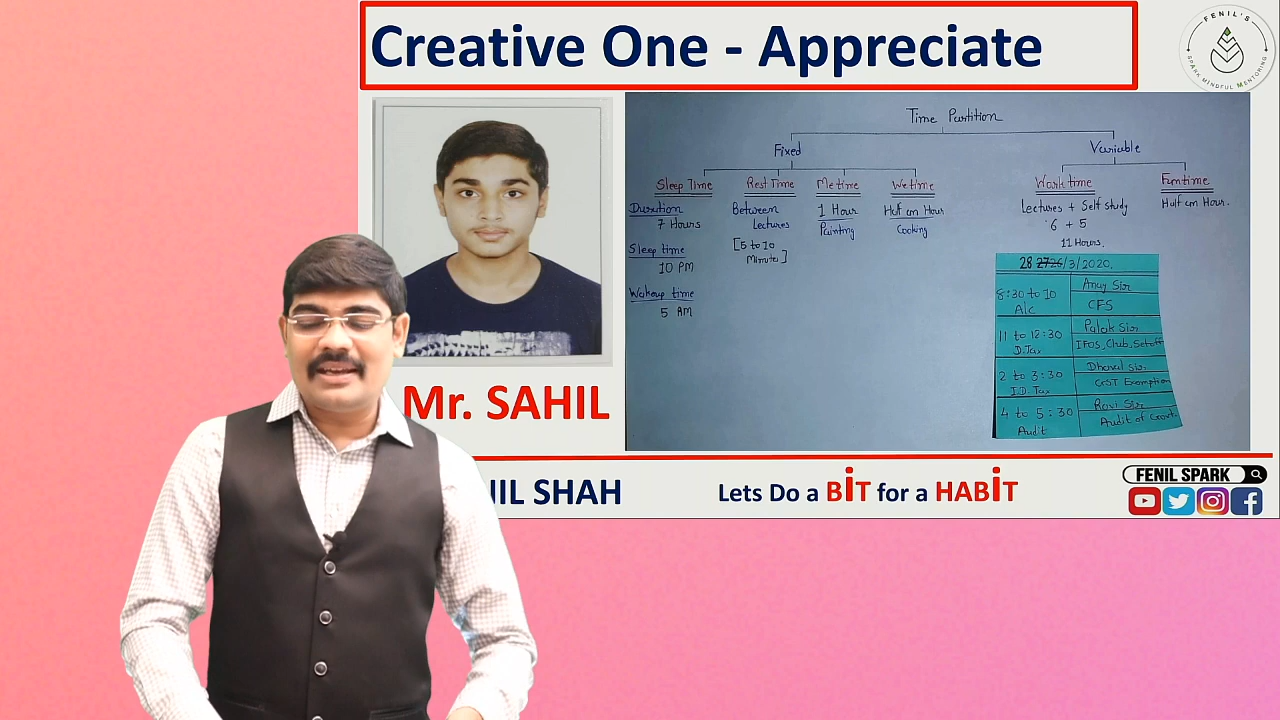 Creative One - Appreciate
FENIL'S
SPARK MINDFUL MENTORING
Time Partition
Fixed
Variable
Sleep Time
Rest Time
Me time
We time
Work time
Fun time
Duration
7 Hours
Between
Lectures
1 Hour
Painting
Half an Hour
Cooking
Lectures + Self study
6 + 5
11 Hours.
Half an Hour.
Sleep time
10 PM
[5 to 10
Minutes]
Wakeup time
5 AM
28 27 26/3/2020.
8:30 to 10
A/c
Anuj Sir
CFS
11 to 12:30
D.Tax
Palak Sir
IFOS, Club, Setoff
2 to 3:30
I.D. Tax
Dhaval Sir
GST Exemption
4 to 5:30
Audit
Ravi Sir
Audit of
Mr. SAHIL
NIL SHAH
Lets Do a BiT for a HABiT
FENIL SPARK